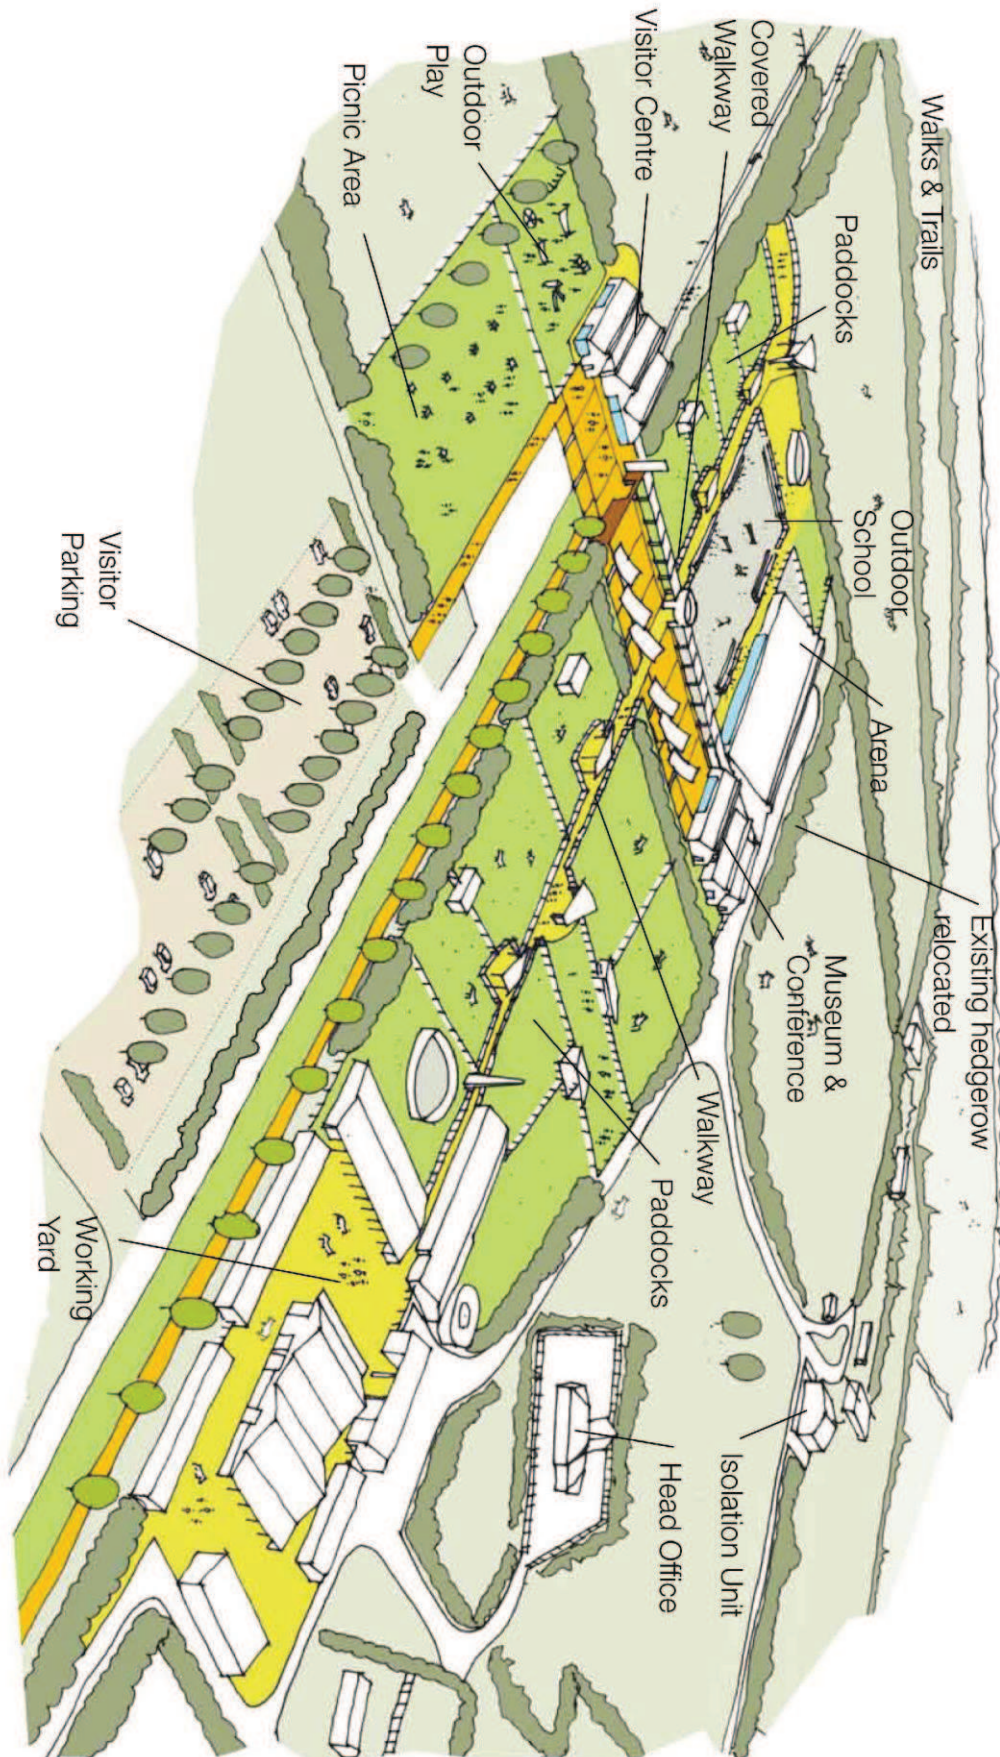 Walks & Trails
Covered
Walkway
Visitor Centre
Outdoor
Play
Picnic Area
Paddocks
Outdoor
School
Arena
Existing hedgerow
relocated
Museum &
Conference
Walkway
Paddocks
Visitor
Parking
Working
Yard
Isolation Unit
Head Office